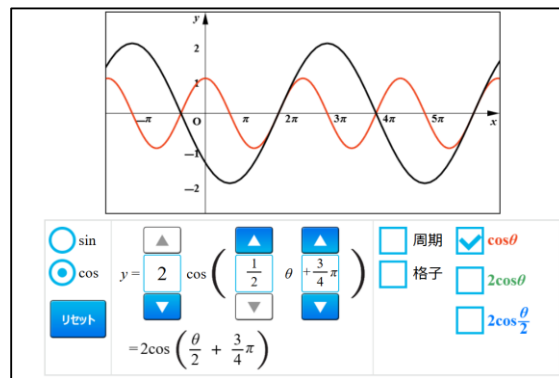 y
2
1
−π O π 2π 3π 4π 5π x
−1
−2
sin
cos
リセット
y = 2 cos ( 1/2 θ +3/4 π )
=2cos ( θ/2 + 3/4 π )
周期
格子
cosθ
2cosθ
2cos θ/2